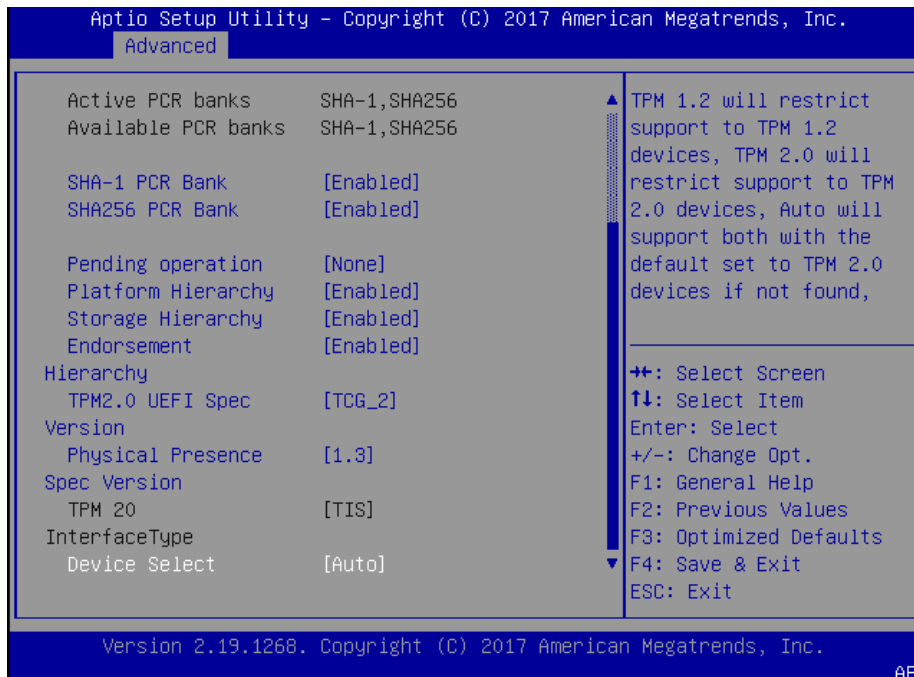 Aptio Setup Utility – Copyright (C) 2017 American Megatrends, Inc.
Advanced
Active PCR banks SHA-1,SHA256
Available PCR banks SHA-1,SHA256
SHA-1 PCR Bank [Enabled]
SHA256 PCR Bank [Enabled]
Pending operation [None]
Platform Hierarchy [Enabled]
Storage Hierarchy [Enabled]
Endorsement [Enabled]
Hierarchy
TPM2.0 UEFI Spec [TCG_2]
Version
Physical Presence [1.3]
Spec Version
TPM 20 [TIS]
InterfaceType
Device Select [Auto]
TPM 1.2 will restrict
support to TPM 1.2
devices, TPM 2.0 will
restrict support to TPM
2.0 devices, Auto will
support both with the
default set to TPM 2.0
devices if not found,
→←: Select Screen
↑↓: Select Item
Enter: Select
+/-: Change Opt.
F1: General Help
F2: Previous Values
F3: Optimized Defaults
F4: Save & Exit
ESC: Exit
Version 2.19.1268. Copyright (C) 2017 American Megatrends, Inc.
AB